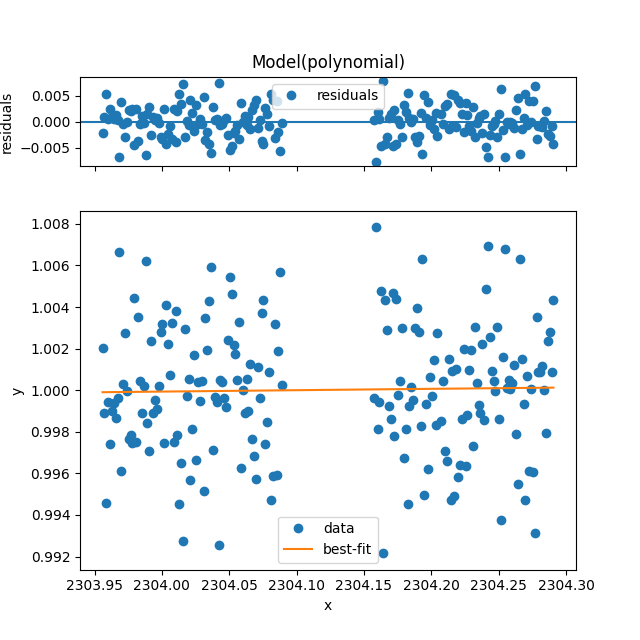 Model(polynomial)
residuals
0.005
0.000
−0.005
residuals
1.008
1.006
1.004
1.002
1.000
0.998
0.996
0.994
0.992
y
data
best-fit
2303.95 2304.00 2304.05 2304.10 2304.15 2304.20 2304.25 2304.30
x